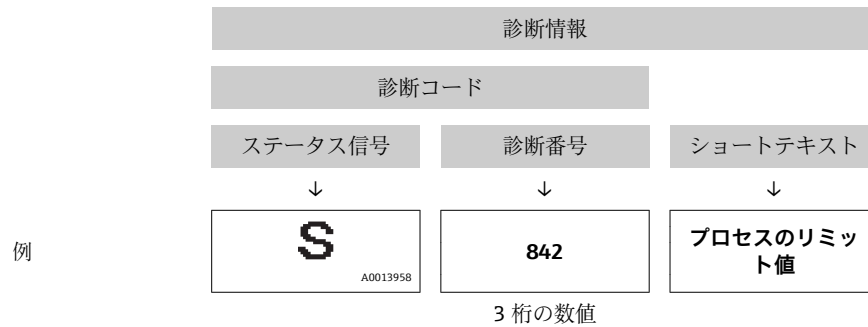 診断情報
診断コード
ステータス信号 診断番号 ショートテキスト
↓ ↓ ↓
例 S A0013958 842 プロセスのリミッ
ト値
3 桁の数値